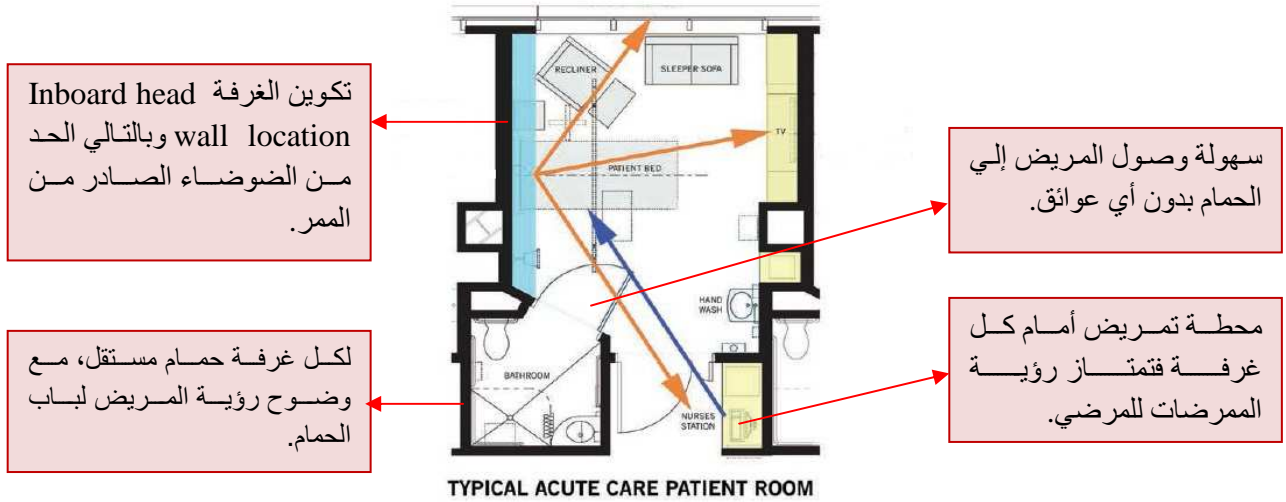 تكوين الغرفة Inboard head
wall location وبالتالي الحد
من الضوضاء الصادر من
الممر.
لكل غرفة حمام مستقل، مع
وضوح رؤية المريض لباب
الحمام.
RECLINER
SLEEPER SOFA
TV
PATIENT BED
HAND
WASH
BATHROOM
NURSES
STATION
TYPICAL ACUTE CARE PATIENT ROOM
سهولة وصول المريض إلي
الحمام بدون أي عوائق.
محطة تمريض أمام كل
غرفة فتمتاز رؤية
الممرضات للمرضي.